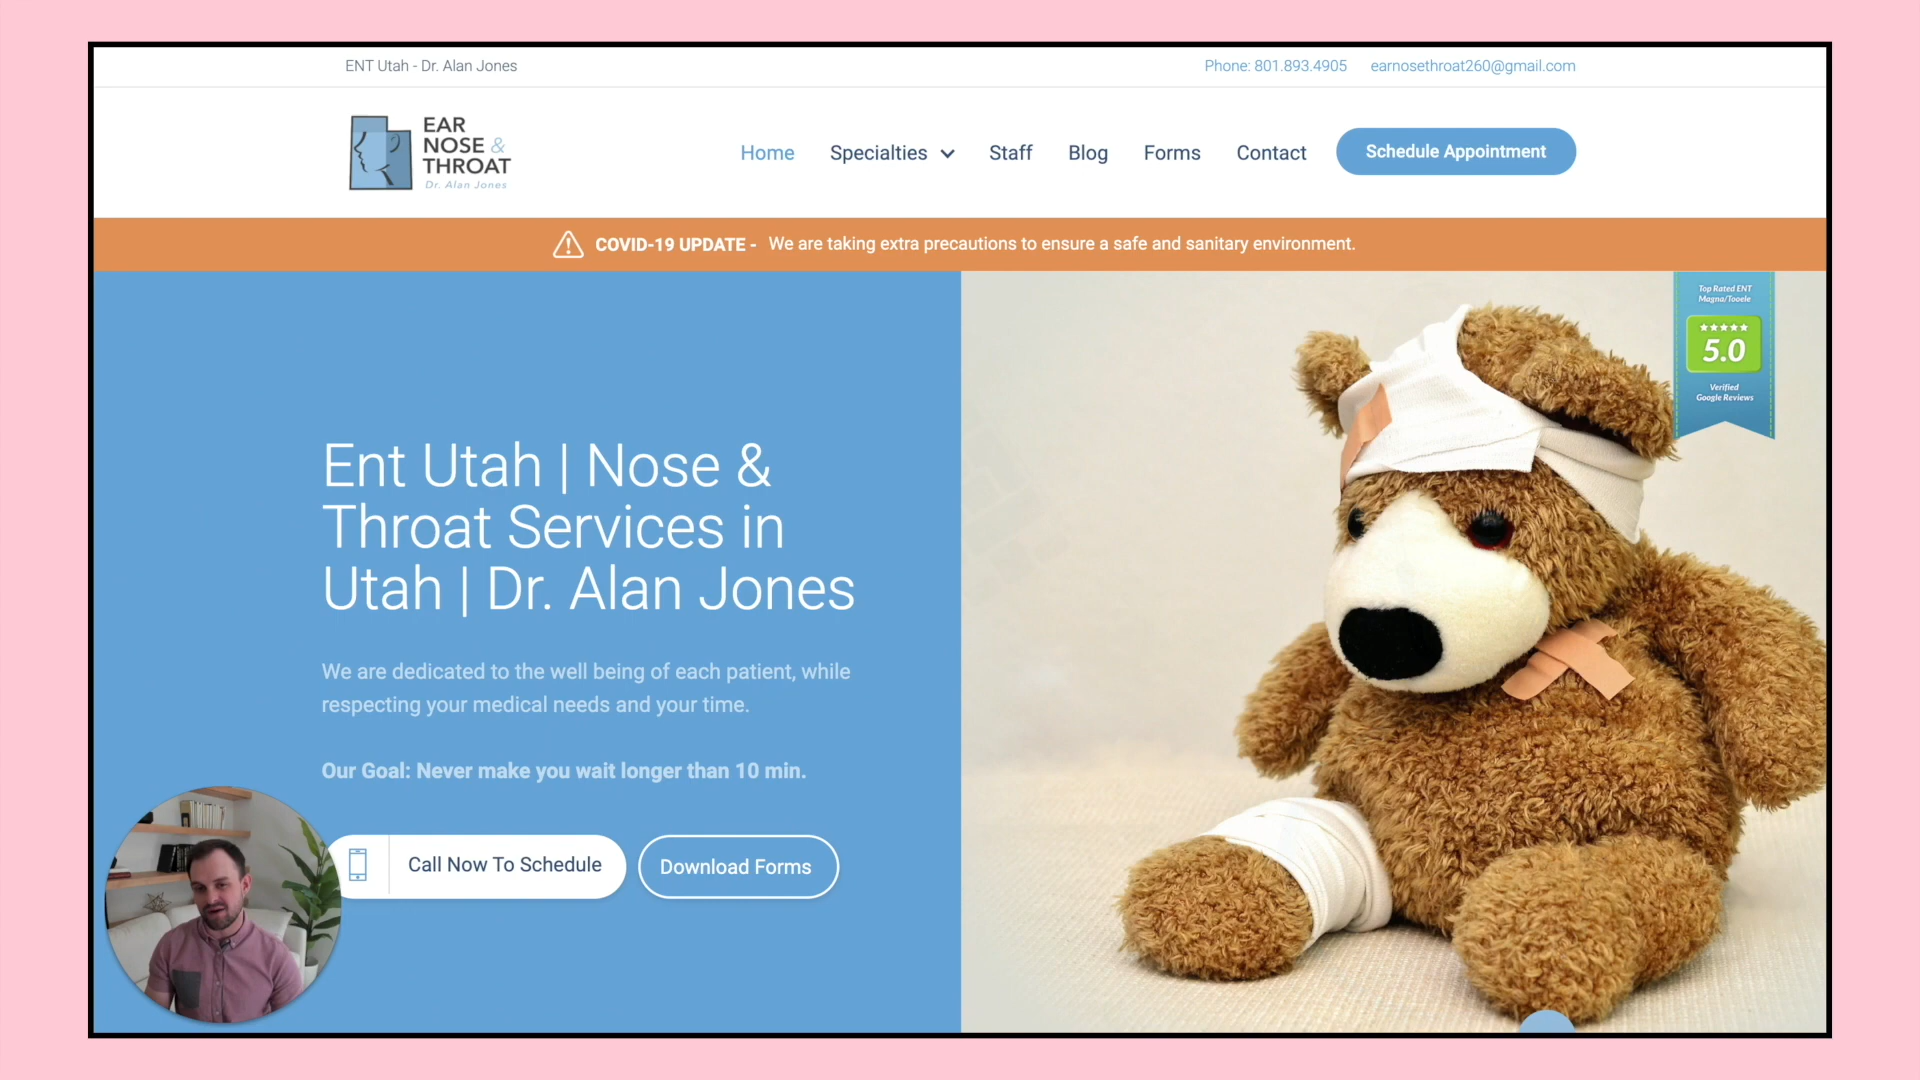 ENT Utah - Dr. Alan Jones
Phone: 801.893.4905
earnosethroat260@gmail.com
EAR
NOSE &
THROAT
Dr. Alan Jones
Home
Specialties
Staff
Blog
Forms
Contact
Schedule Appointment
COVID-19 UPDATE - We are taking extra precautions to ensure a safe and sanitary environment.
Top Rated ENT
Magna/Tooele
5.0
Verified
Google Reviews
Ent Utah | Nose &
Throat Services in
Utah | Dr. Alan Jones
We are dedicated to the well being of each patient, while
respecting your medical needs and your time.
Our Goal: Never make you wait longer than 10 min.
Call Now To Schedule
Download Forms